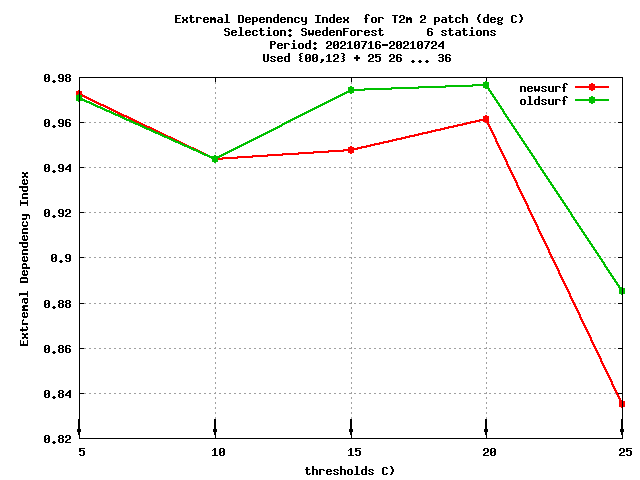 Extremal Dependency Index  for T2m 2 patch (deg C)
Selection: SwedenForest      6 stations
Period: 20210716-20210724
Used {00,12} + 25 26 ... 36
newsurf
oldsurf
Extremal Dependency Index
0.98
0.96
0.94
0.92
0.9
0.88
0.86
0.84
0.82
5 10 15 20 25
thresholds C)